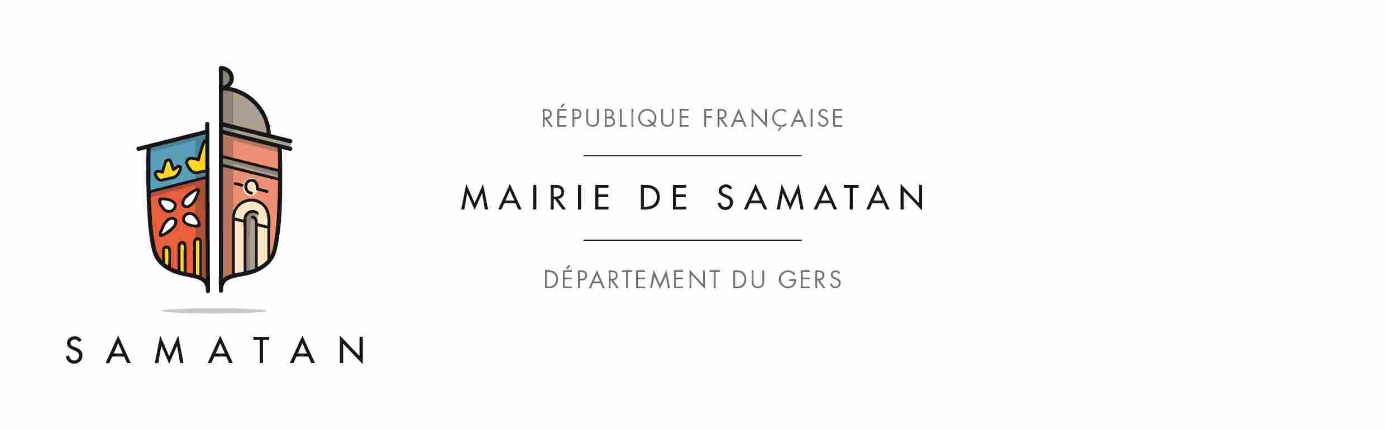 RÉPUBLIQUE FRANÇAISE
MAIRIE DE SAMATAN
DÉPARTEMENT DU GERS
SAMATAN